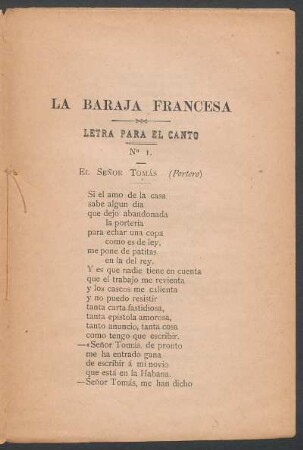 LA BARAJA FRANCESA
LETRA PARA EL CANTO
Nº 1.
EL SEÑOR TOMÁS (Portero)
Si el amo de la casa
sabe algun dia
que dejo abandonada
la portería
para echar una copa
como es de ley,
me pone de patitas
en la del rey.
Y es que nadie tiene en cuenta
que el trabajo me revienta
y los caseos me calienta
y no puedo resistir
tanta carta fastidiosa,
tanta epístola amorosa,
tanto anuncio, tanta cosa
como tengo que escribir.
—«Señor Tomás, de pronto
me ha entrado gana
de escribir á mi novio
que está en la Habana.
—Señor Tomás, me han dicho